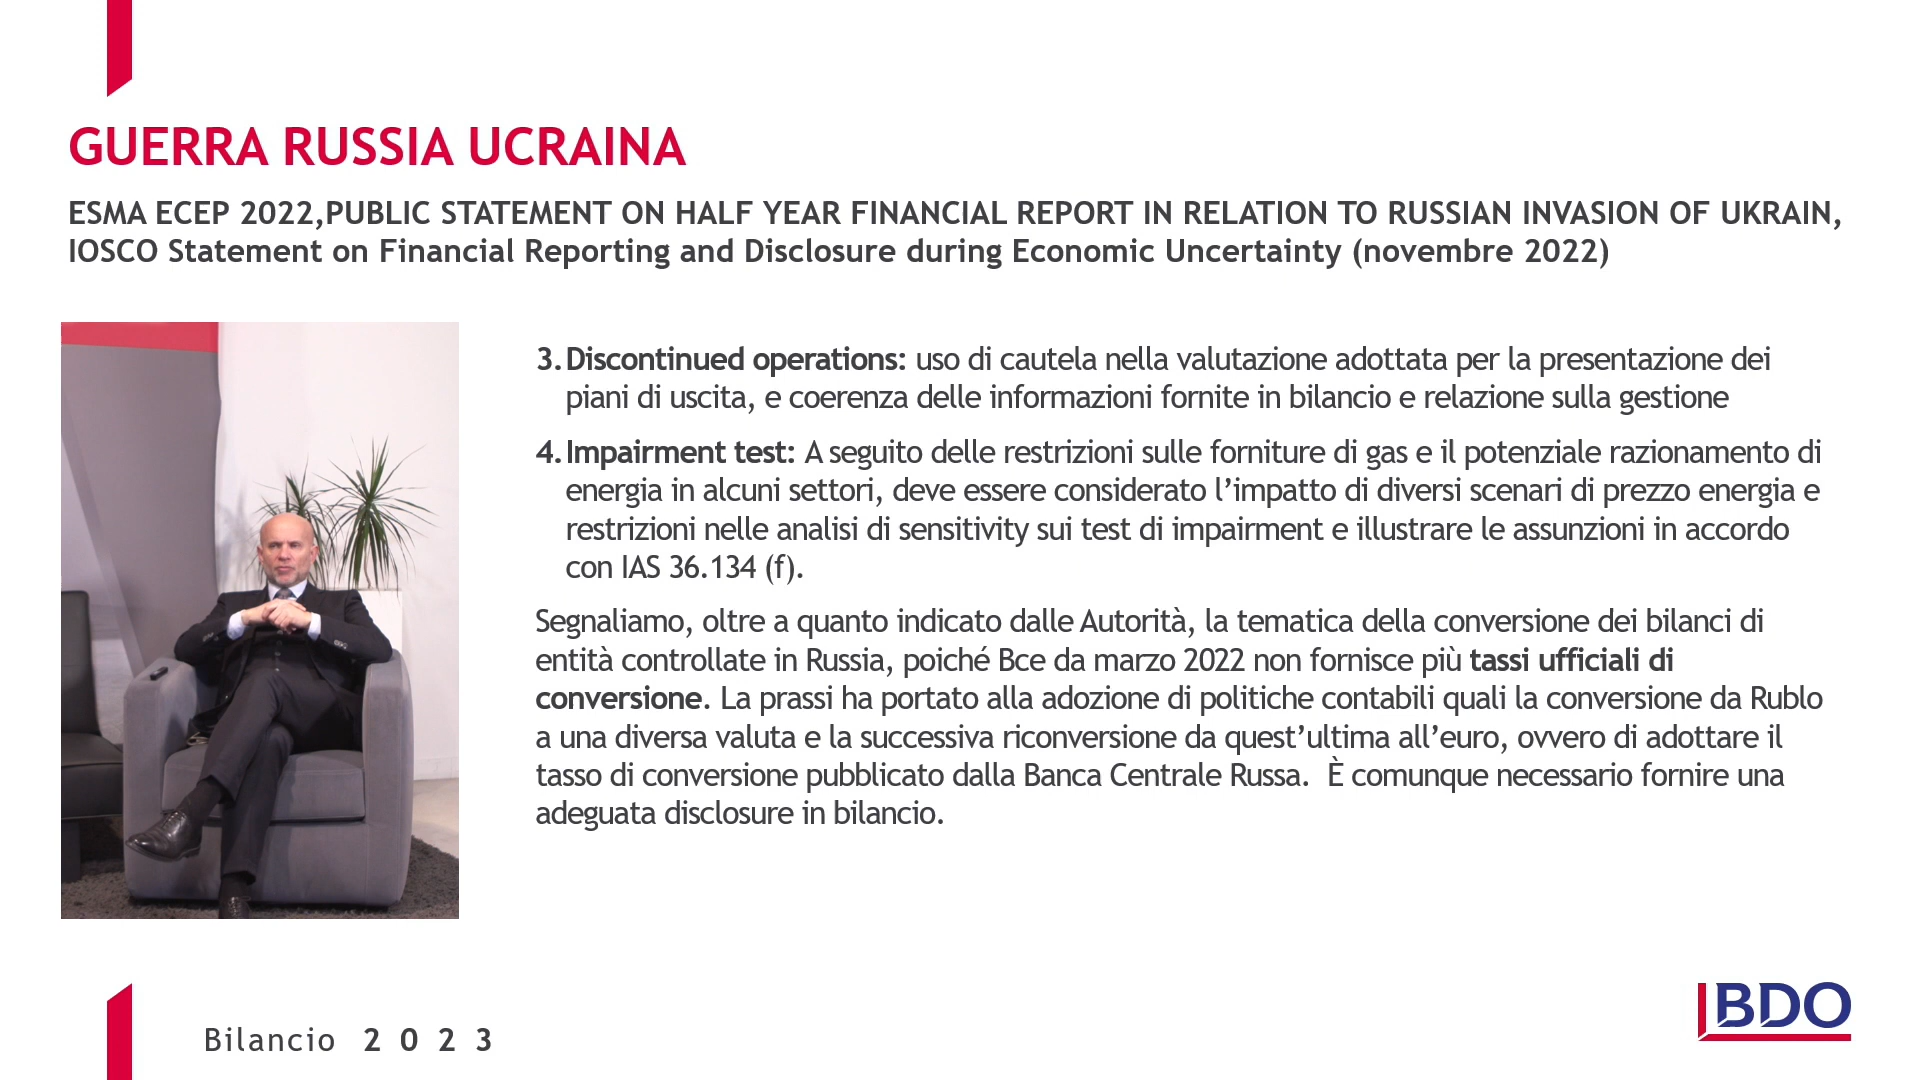 GUERRA RUSSIA UCRAINA
ESMA ECEP 2022,PUBLIC STATEMENT ON HALF YEAR FINANCIAL REPORT IN RELATION TO RUSSIAN INVASION OF UKRAIN,
IOSCO Statement on Financial Reporting and Disclosure during Economic Uncertainty (novembre 2022)
3. Discontinued operations: uso di cautela nella valutazione adottata per la presentazione dei
piani di uscita, e coerenza delle informazioni fornite in bilancio e relazione sulla gestione
4. Impairment test: A seguito delle restrizioni sulle forniture di gas e il potenziale razionamento di
energia in alcuni settori, deve essere considerato l’impatto di diversi scenari di prezzo energia e
restrizioni nelle analisi di sensitivity sui test di impairment e illustrare le assunzioni in accordo
con IAS 36.134 (f).
Segnaliamo, oltre a quanto indicato dalle Autorità, la tematica della conversione dei bilanci di
entità controllate in Russia, poiché Bce da marzo 2022 non fornisce più tassi ufficiali di
conversione. La prassi ha portato alla adozione di politiche contabili quali la conversione da Rublo
a una diversa valuta e la successiva riconversione da quest’ultima all’euro, ovvero di adottare il
tasso di conversione pubblicato dalla Banca Centrale Russa. È comunque necessario fornire una
adeguata disclosure in bilancio.
Bilancio 2023
BDO